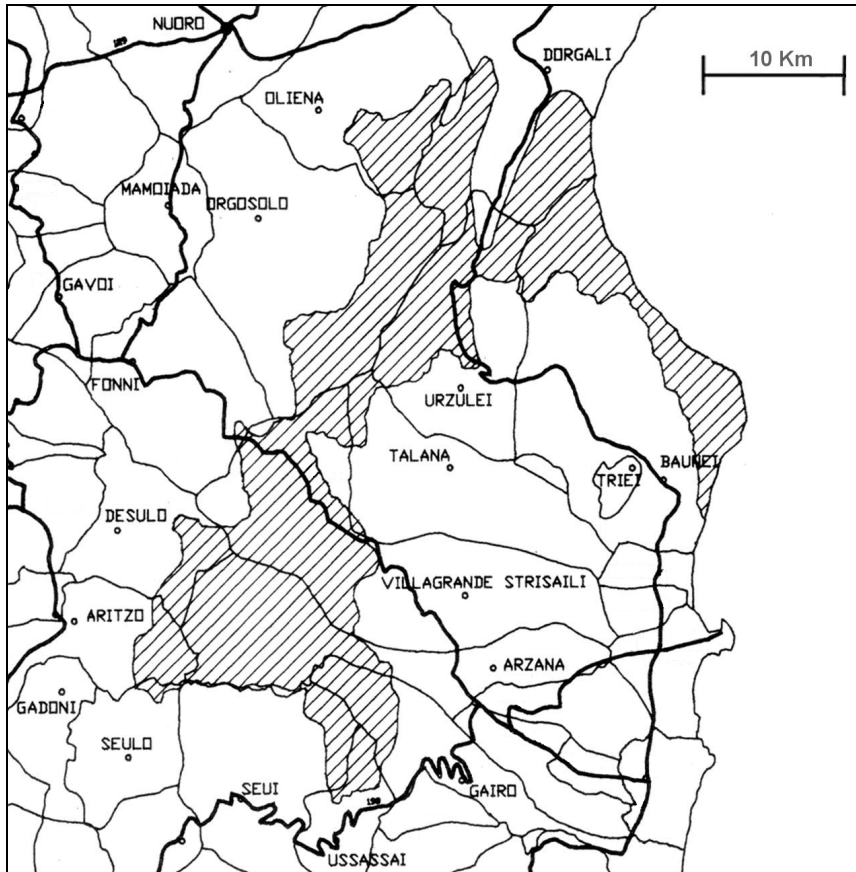 NUORO
DORGALI
10 Km
OLIENA
MAMOIADA
ORGOSOLO
GAVOI
FONNI
URZULEI
TALANA
TRIEI
BAUNEI
DESULO
VILLAGRANDE STRISAILI
ARITZO
ARZANA
GADONI
SEULO
SEUI
GAIRO
198
USSASSAI